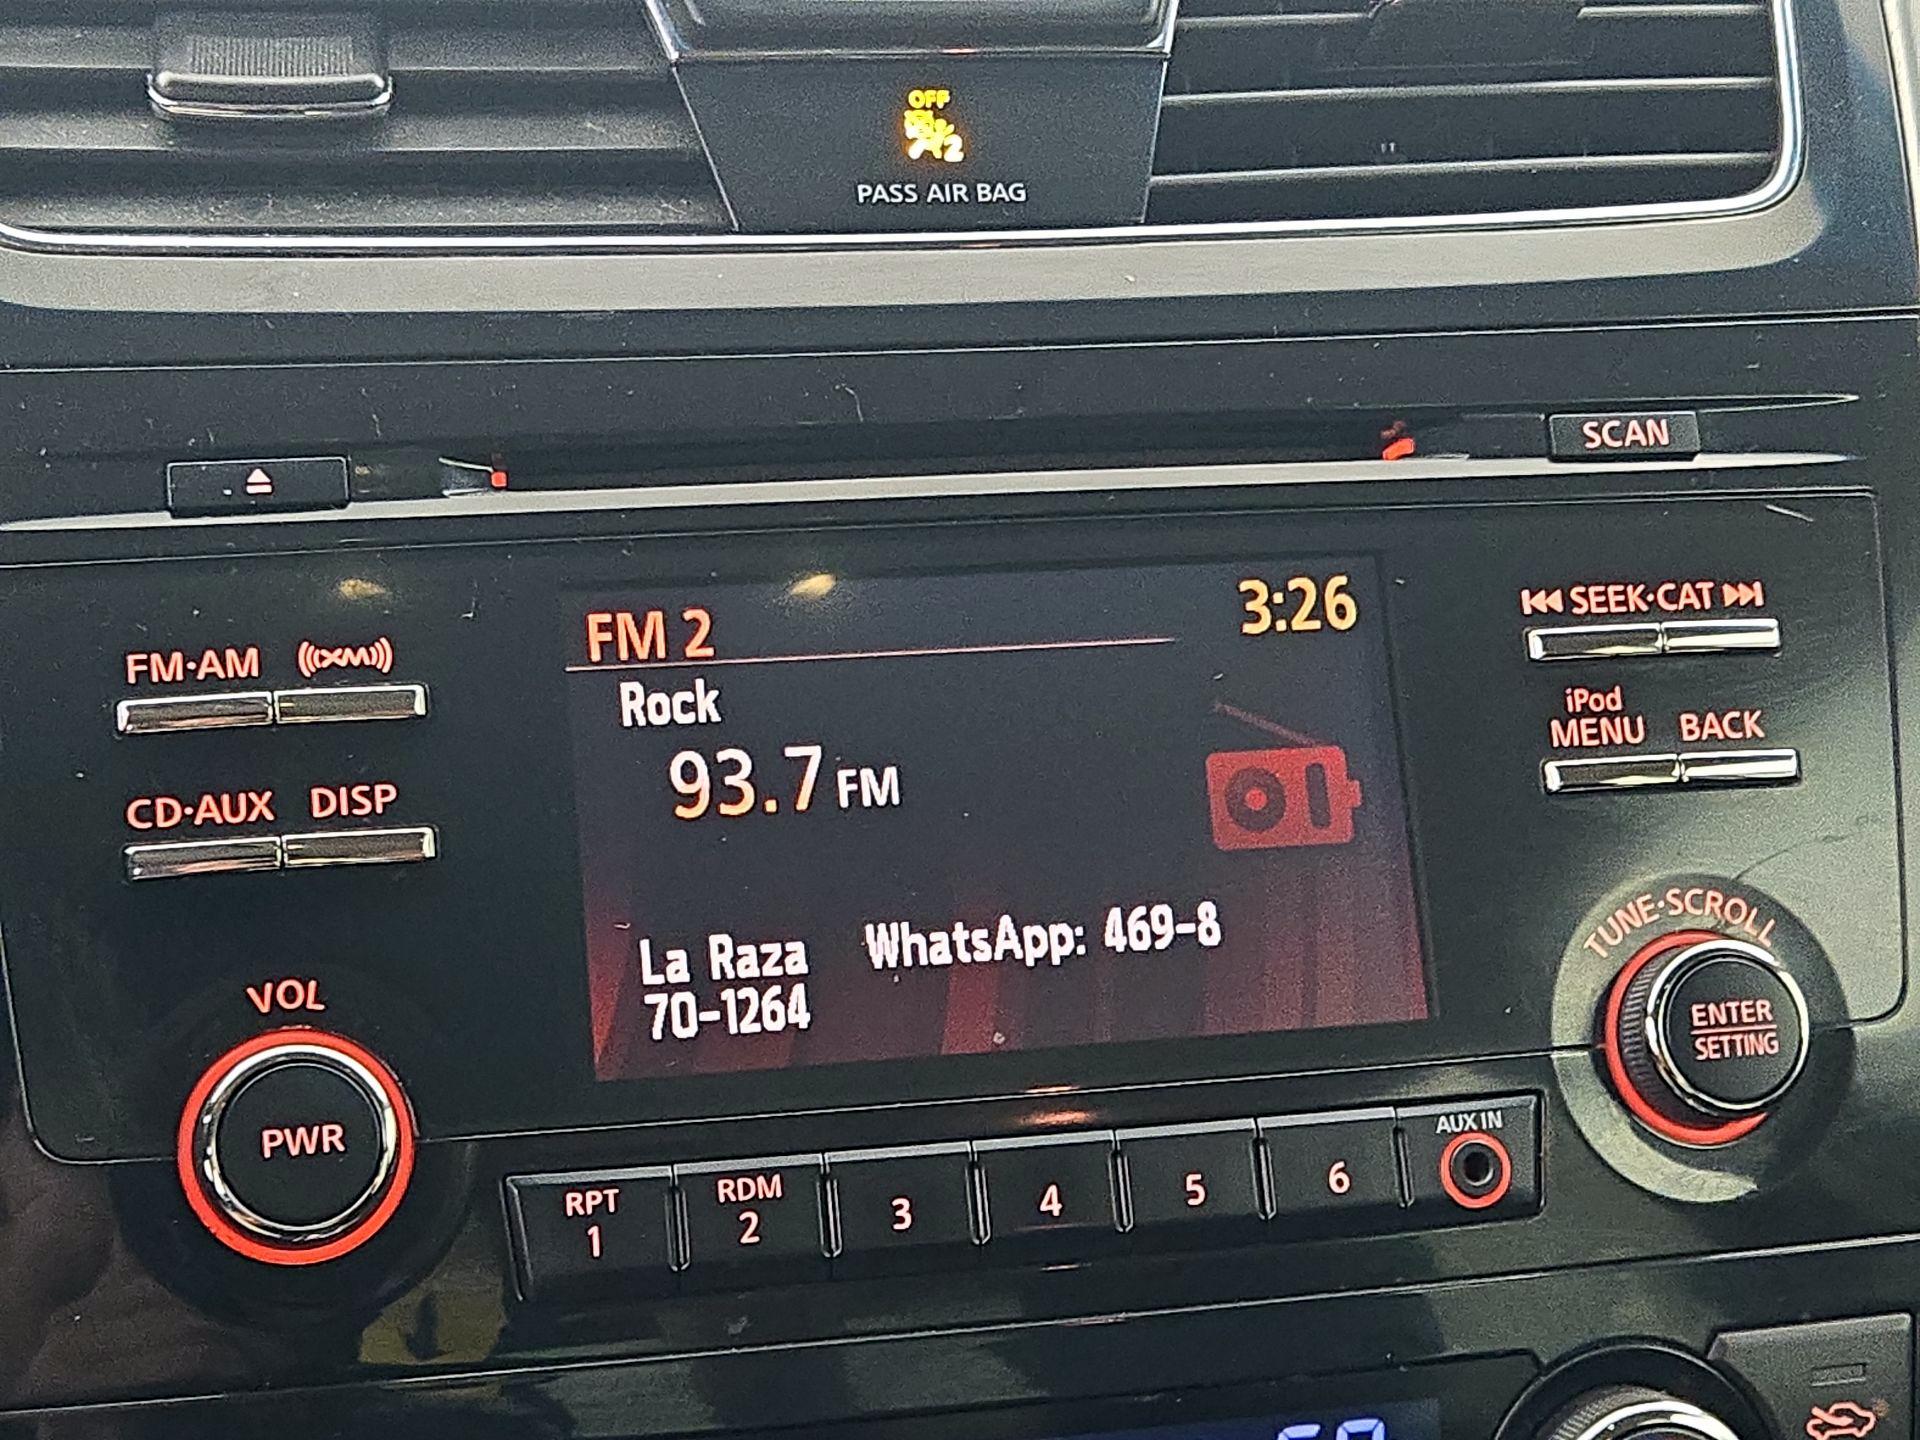 OFF
PASS AIR BAG
SCAN
FM·AM XM
CD·AUX DISP
VOL
PWR
FM 2 3:26
Rock
93.7 FM
La Raza WhatsApp: 469-8
70-1264
SEEK·CAT
iPod
MENU BACK
TUNE·SCROLL
ENTER
SETTING
RPT
1
RDM
2
3
4
5
6
AUX IN